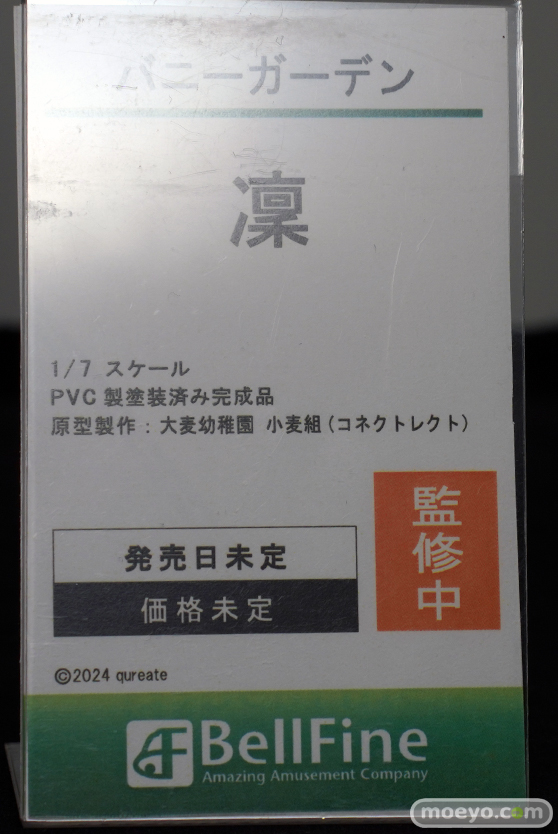 バニーガーデン
凜
1/7 スケール
PVC 製塗装済み完成品
原型製作：大麦幼稚園 小麦組（コネクトレクト）
監修中
発売日未定
価格未定
©2024 qureate
BellFine
Amazing Amusement Company
moeyo.com